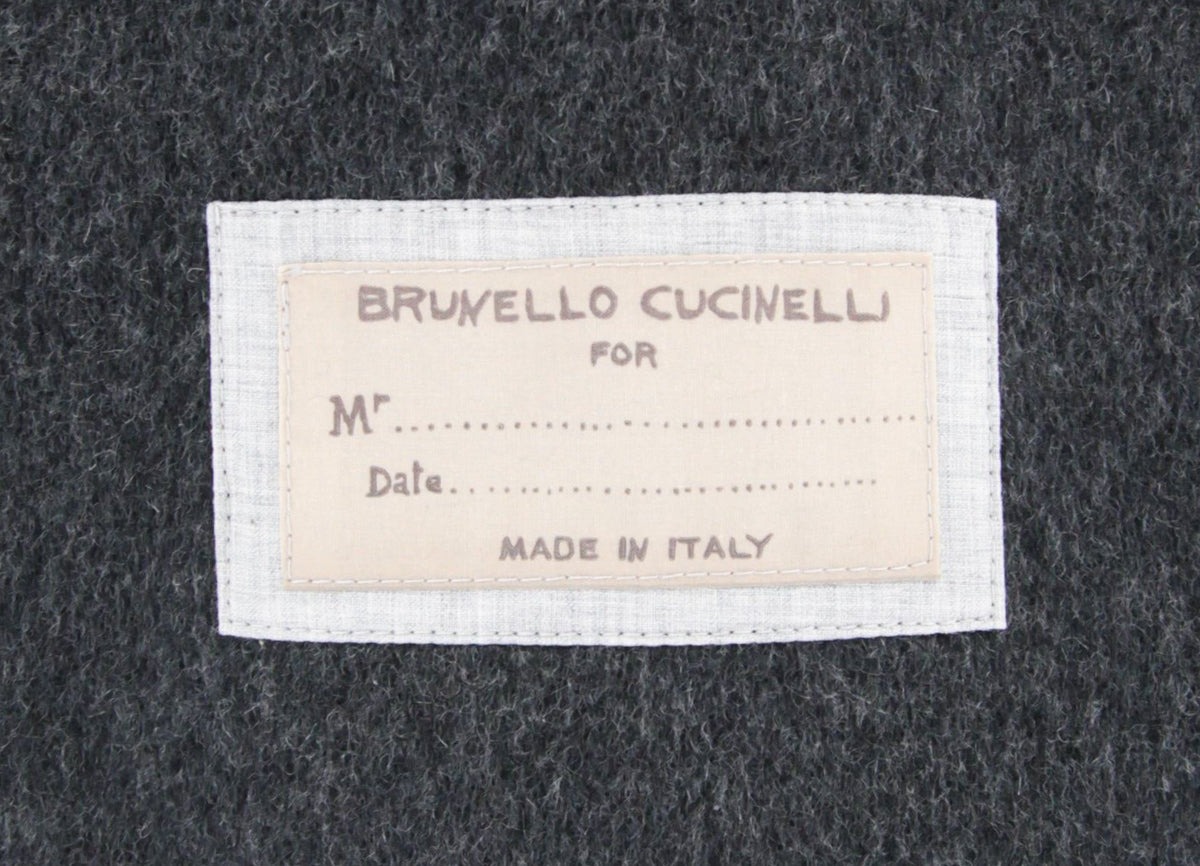 BRUNELLO CUCINELLI
FOR
Mr........................................
Date................................
MADE IN ITALY